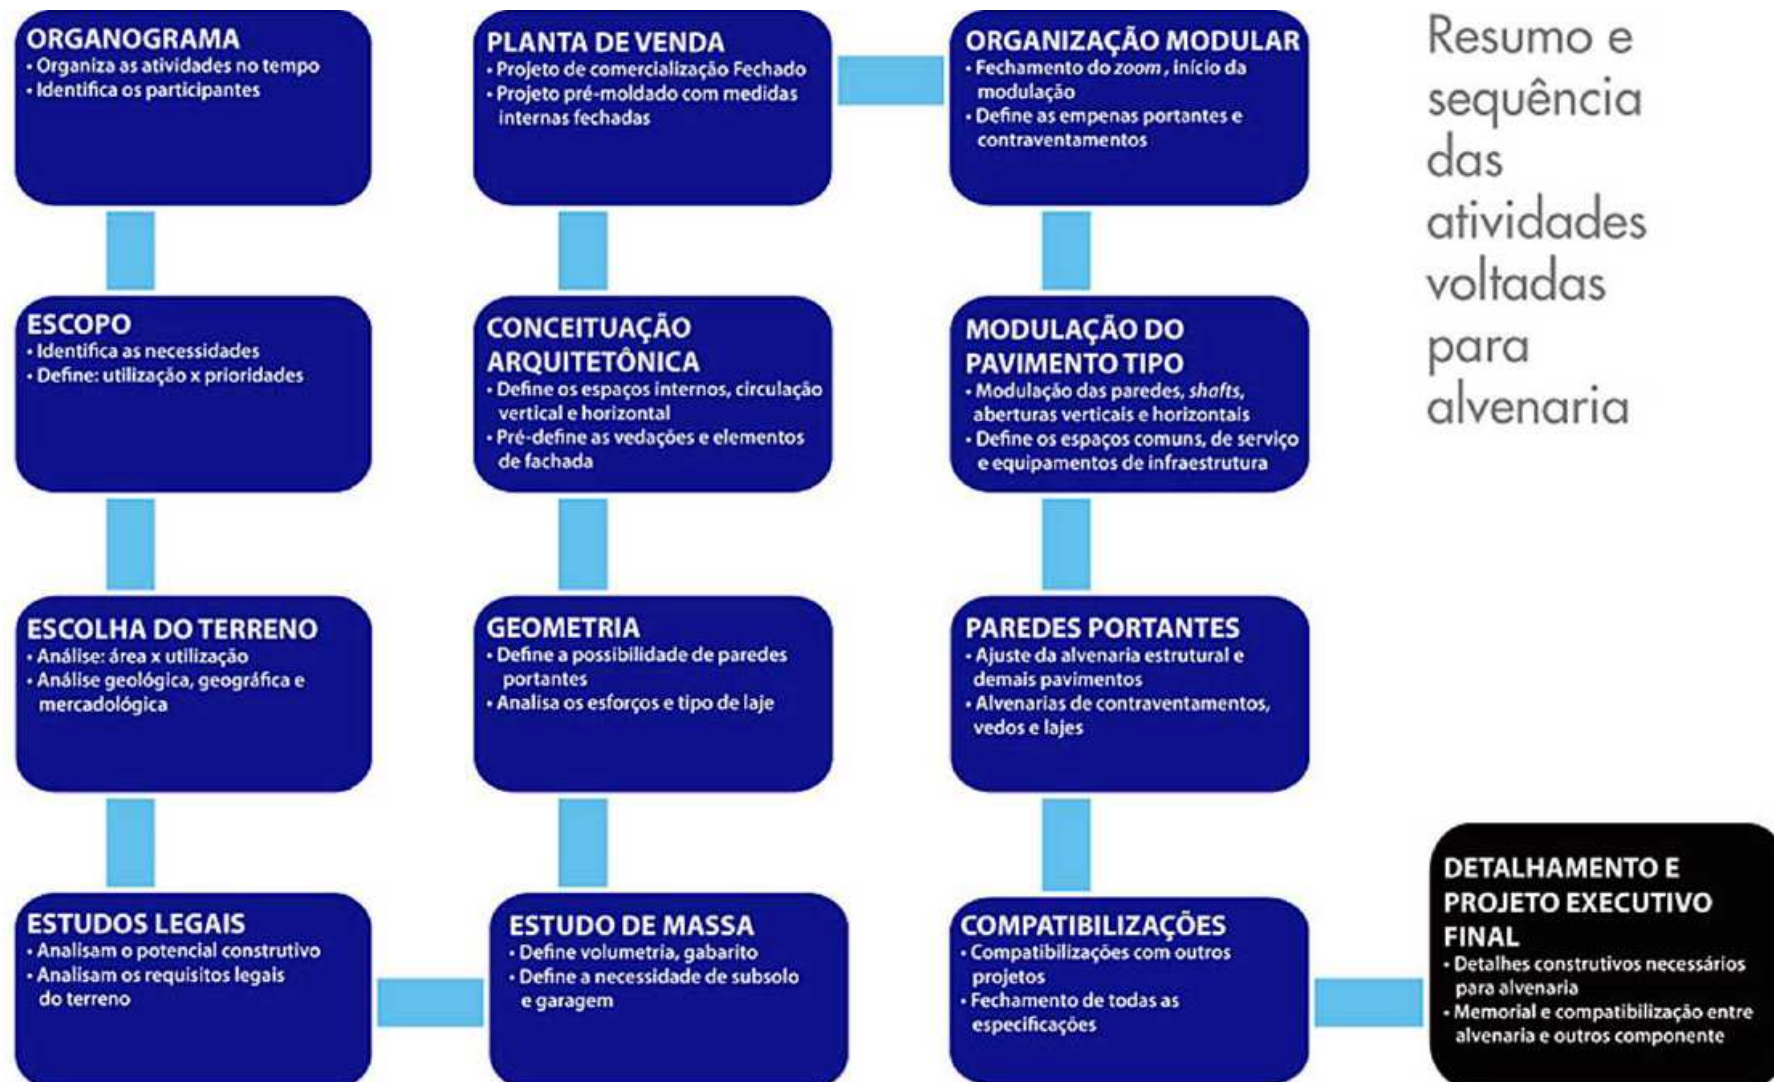 ORGANOGRAMA
• Organiza as atividades no tempo
• Identifica os participantes
ESCOPO
• Identifica as necessidades
• Define: utilização x prioridades
ESCOLHA DO TERRENO
• Análise: área x utilização
• Análise geológica, geográfica e
mercadológica
ESTUDOS LEGAIS
• Analisam o potencial construtivo
• Analisam os requisitos legais
do terreno
ESTUDO DE MASSA
• Define volumetria, gabarito
• Define a necessidade de subsolo
e garagem
GEOMETRIA
• Define a possibilidade de paredes
portantes
• Analisa os esforços e tipo de laje
CONCEITUAÇÃO
ARQUITETÔNICA
• Define os espaços internos, circulação
vertical e horizontal
• Pré-define as vedações e elementos
de fachada
PLANTA DE VENDA
• Projeto de comercialização Fechado
• Projeto pré-moldado com medidas
internas fechadas
ORGANIZAÇÃO MODULAR
• Fechamento do zoom, início da
modulação
• Define as empenas portantes e
contraventamentos
MODULAÇÃO DO
PAVIMENTO TIPO
• Modulação das paredes, shafts,
aberturas verticais e horizontais
• Define os espaços comuns, de serviço
e equipamentos de infraestrutura
PAREDES PORTANTES
• Ajuste da alvenaria estrutural e
demais pavimentos
• Alvenarias de contraventamentos,
vedos e lajes
COMPATIBILIZAÇÕES
• Compatibilizações com outros
projetos
• Fechamento de todas as
especificações
DETALHAMENTO E
PROJETO EXECUTIVO
FINAL
• Detalhes construtivos necessários
para alvenaria
• Memorial e compatibilização entre
alvenaria e outros componente
Resumo e
sequência
das
atividades
voltadas
para
alvenaria